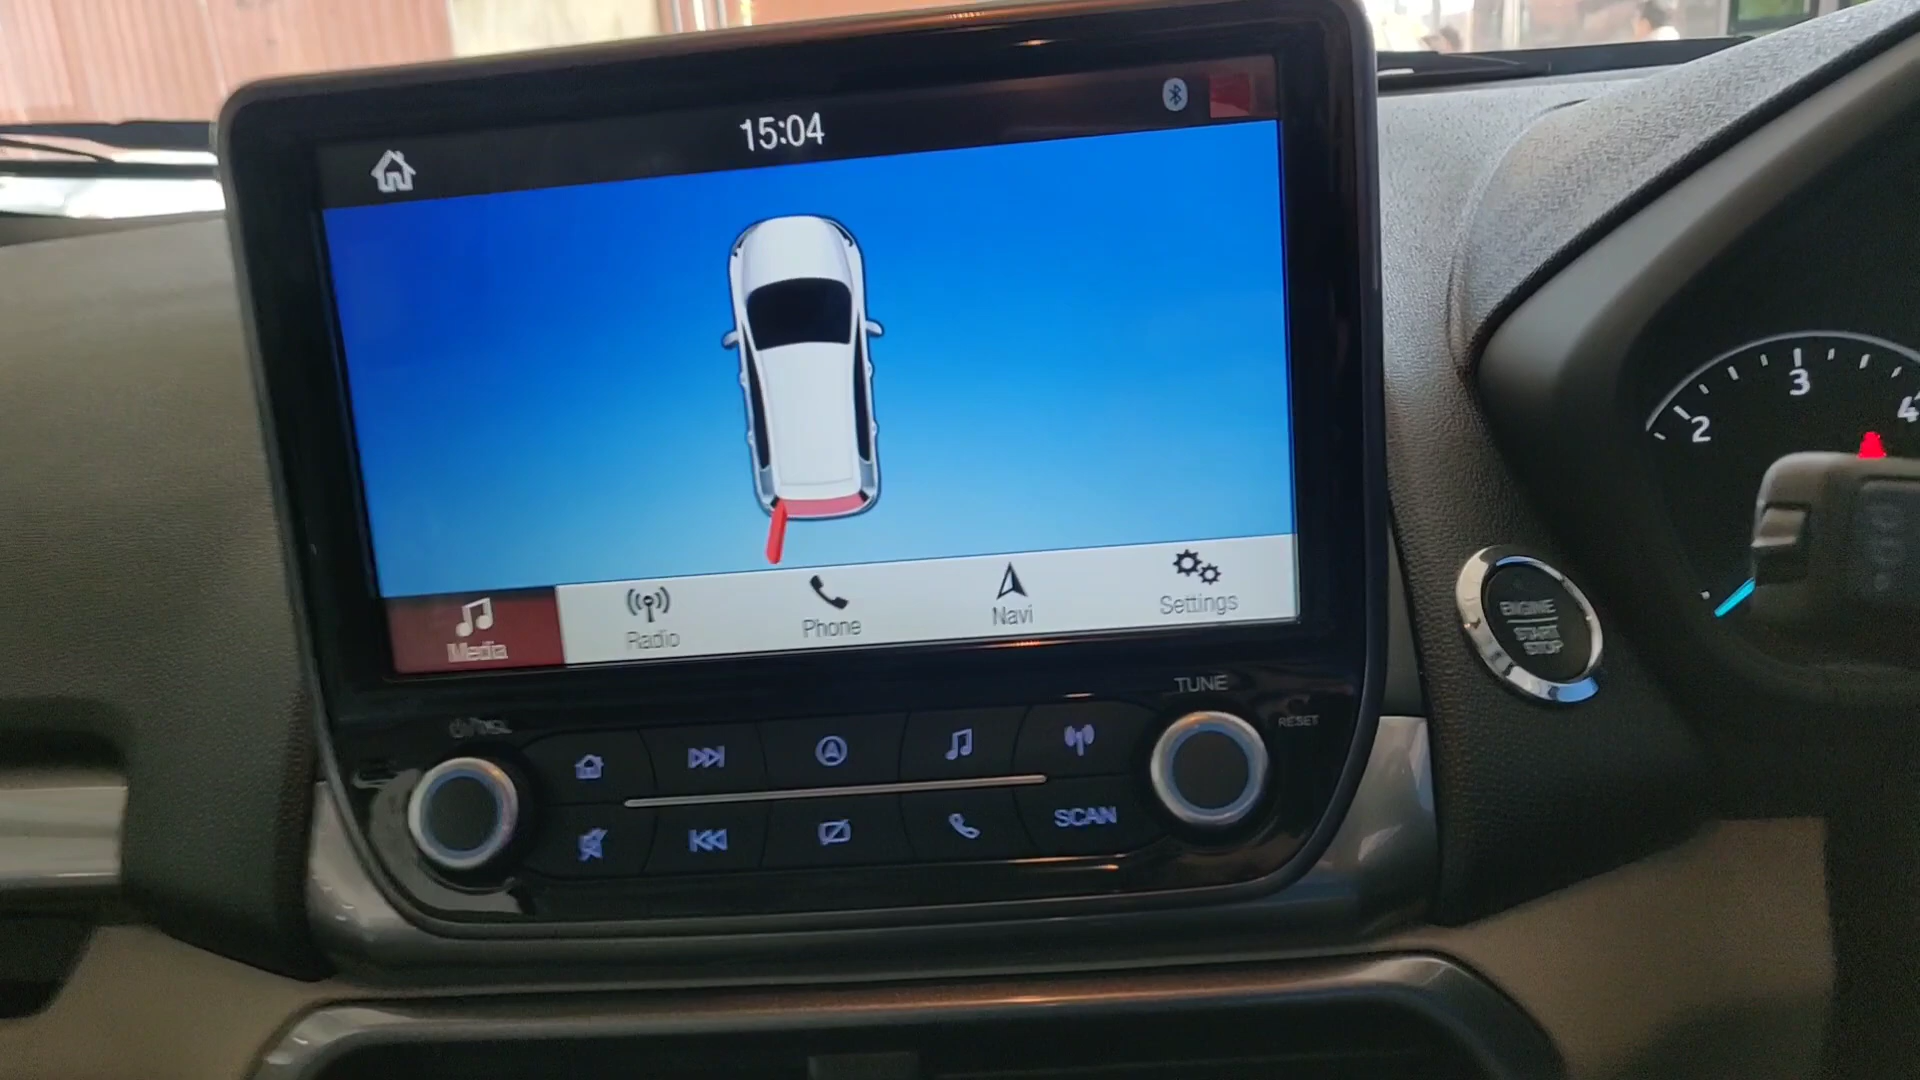 15:04
Media
Radio
Phone
Navi
Settings
TUNE
RESET
SCAN
ENGINE
START
STOP
2
3
4